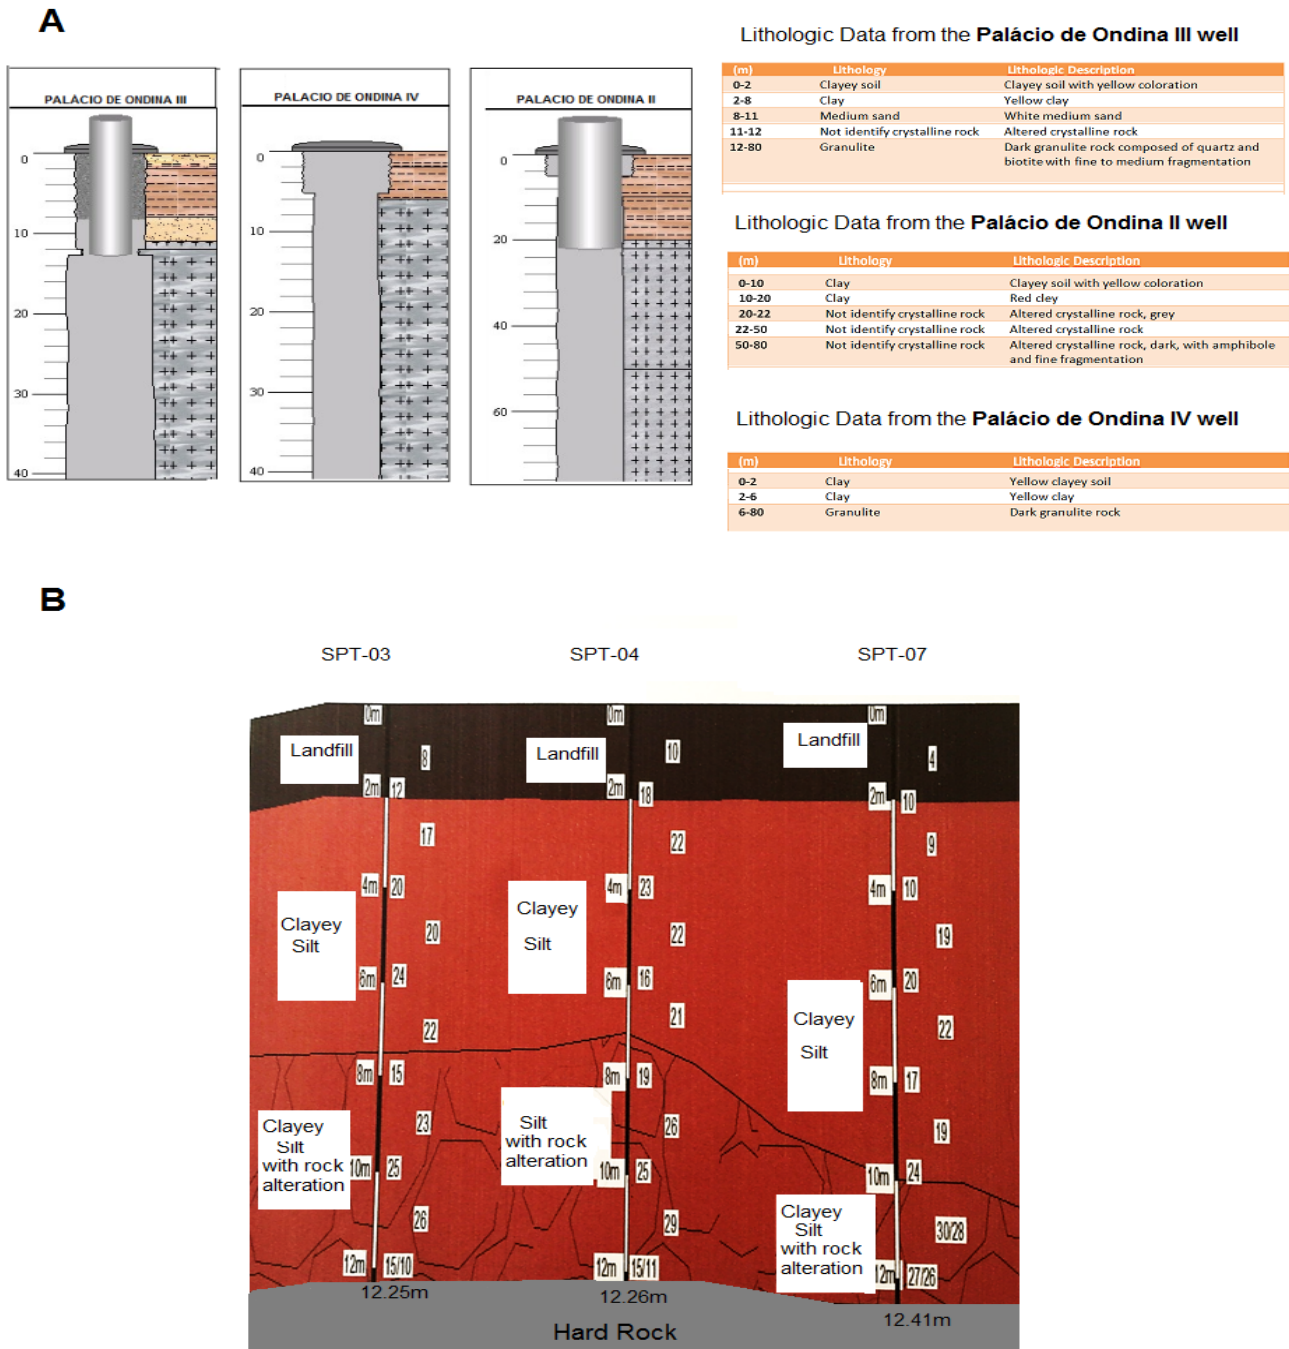 A
Lithologic Data from the Palácio de Ondina III well
PALÁCIO DE ONDINA III
0
10
20
30
40
PALÁCIO DE ONDINA IV
0
10
20
30
40
PALÁCIO DE ONDINA II
0
20
40
60
(m) Lithology Lithologic Description
0-2 Clayey soil Clayey soil with yellow coloration
2-8 Clay Yellow clay
8-11 Medium sand White medium sand
11-12 Not identify crystalline rock Altered crystalline rock
12-80 Granulite Dark granulite rock composed of quartz and
biotite with fine to medium fragmentation
Lithologic Data from the Palácio de Ondina II well
(m) Lithology Lithologic Description
0-10 Clay Clayey soil with yellow coloration
10-20 Clay Red cley
20-22 Not identify crystalline rock Altered crystalline rock, grey
22-50 Not identify crystalline rock Altered crystalline rock
50-80 Not identify crystalline rock Altered crystalline rock, dark, with amphibole
and fine fragmentation
Lithologic Data from the Palácio de Ondina IV well
(m) Lithology Lithologic Description
0-2 Clay Yellow clayey soil
2-6 Clay Yellow clay
6-80 Granulite Dark granulite rock
B
SPT-03 SPT-04 SPT-07
0m 0m 0m
Landfill 8 Landfill 10 Landfill 4
2m 12 2m 18 2m 10
17 22 9
4m 20 4m 23 4m 10
Clayey
Silt
Clayey
Silt
20 22 19
6m 24 6m 16 6m 20
Clayey
Silt
22 21 22
8m 15 8m 19 8m 17
Clayey
Silt
with rock
alteration
Silt
with rock
alteration
23 26 19
10m 25 10m 25 10m 24
Clayey
Silt
with rock
alteration
26 29 30/28
12m 15/10 12m 15/11 12m 27/26
12.25m 12.26m 12.41m
Hard Rock